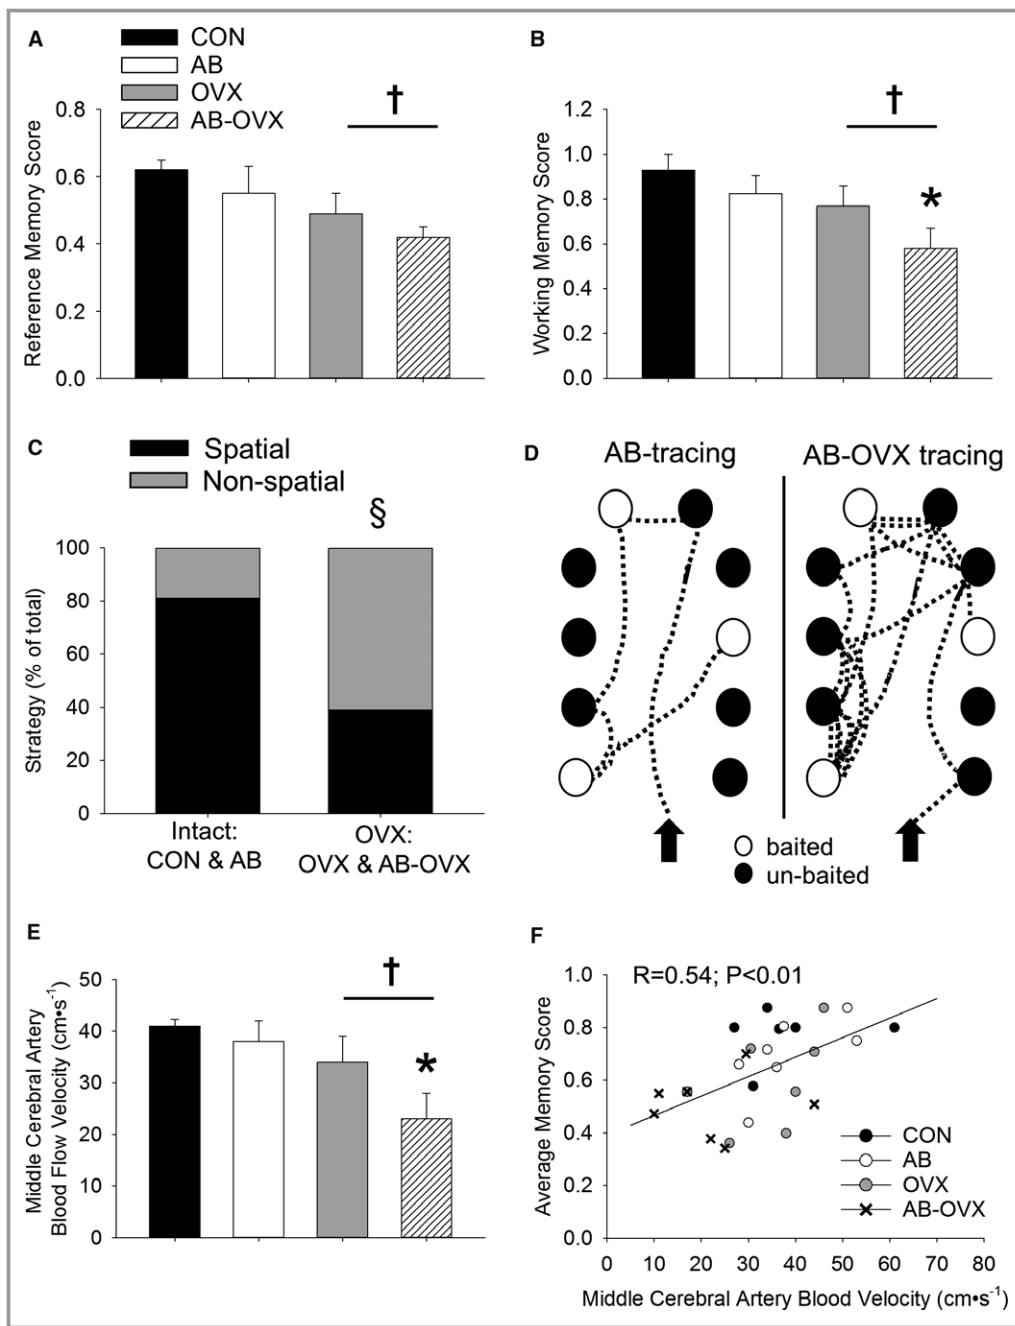 A
CON
AB
OVX
AB-OVX
†
Reference Memory Score
0.8
0.6
0.4
0.2
0.0
B
†
*
Working Memory Score
1.2
1.0
0.8
0.6
0.4
0.2
0.0
C
Spatial
Non-spatial
§
Strategy (% of total)
100
80
60
40
20
0
Intact:
CON & AB
OVX:
OVX & AB-OVX
D
AB-tracing
AB-OVX tracing
baited
un-baited
E
†
*
Middle Cerebral Artery
Blood Flow Velocity (cm•s⁻¹)
50
40
30
20
10
0
F
R=0.54; P<0.01
Average Memory Score
1.0
0.8
0.6
0.4
0.2
0.0
CON
AB
OVX
AB-OVX
0 10 20 30 40 50 60 70 80
Middle Cerebral Artery Blood Velocity (cm•s⁻¹)